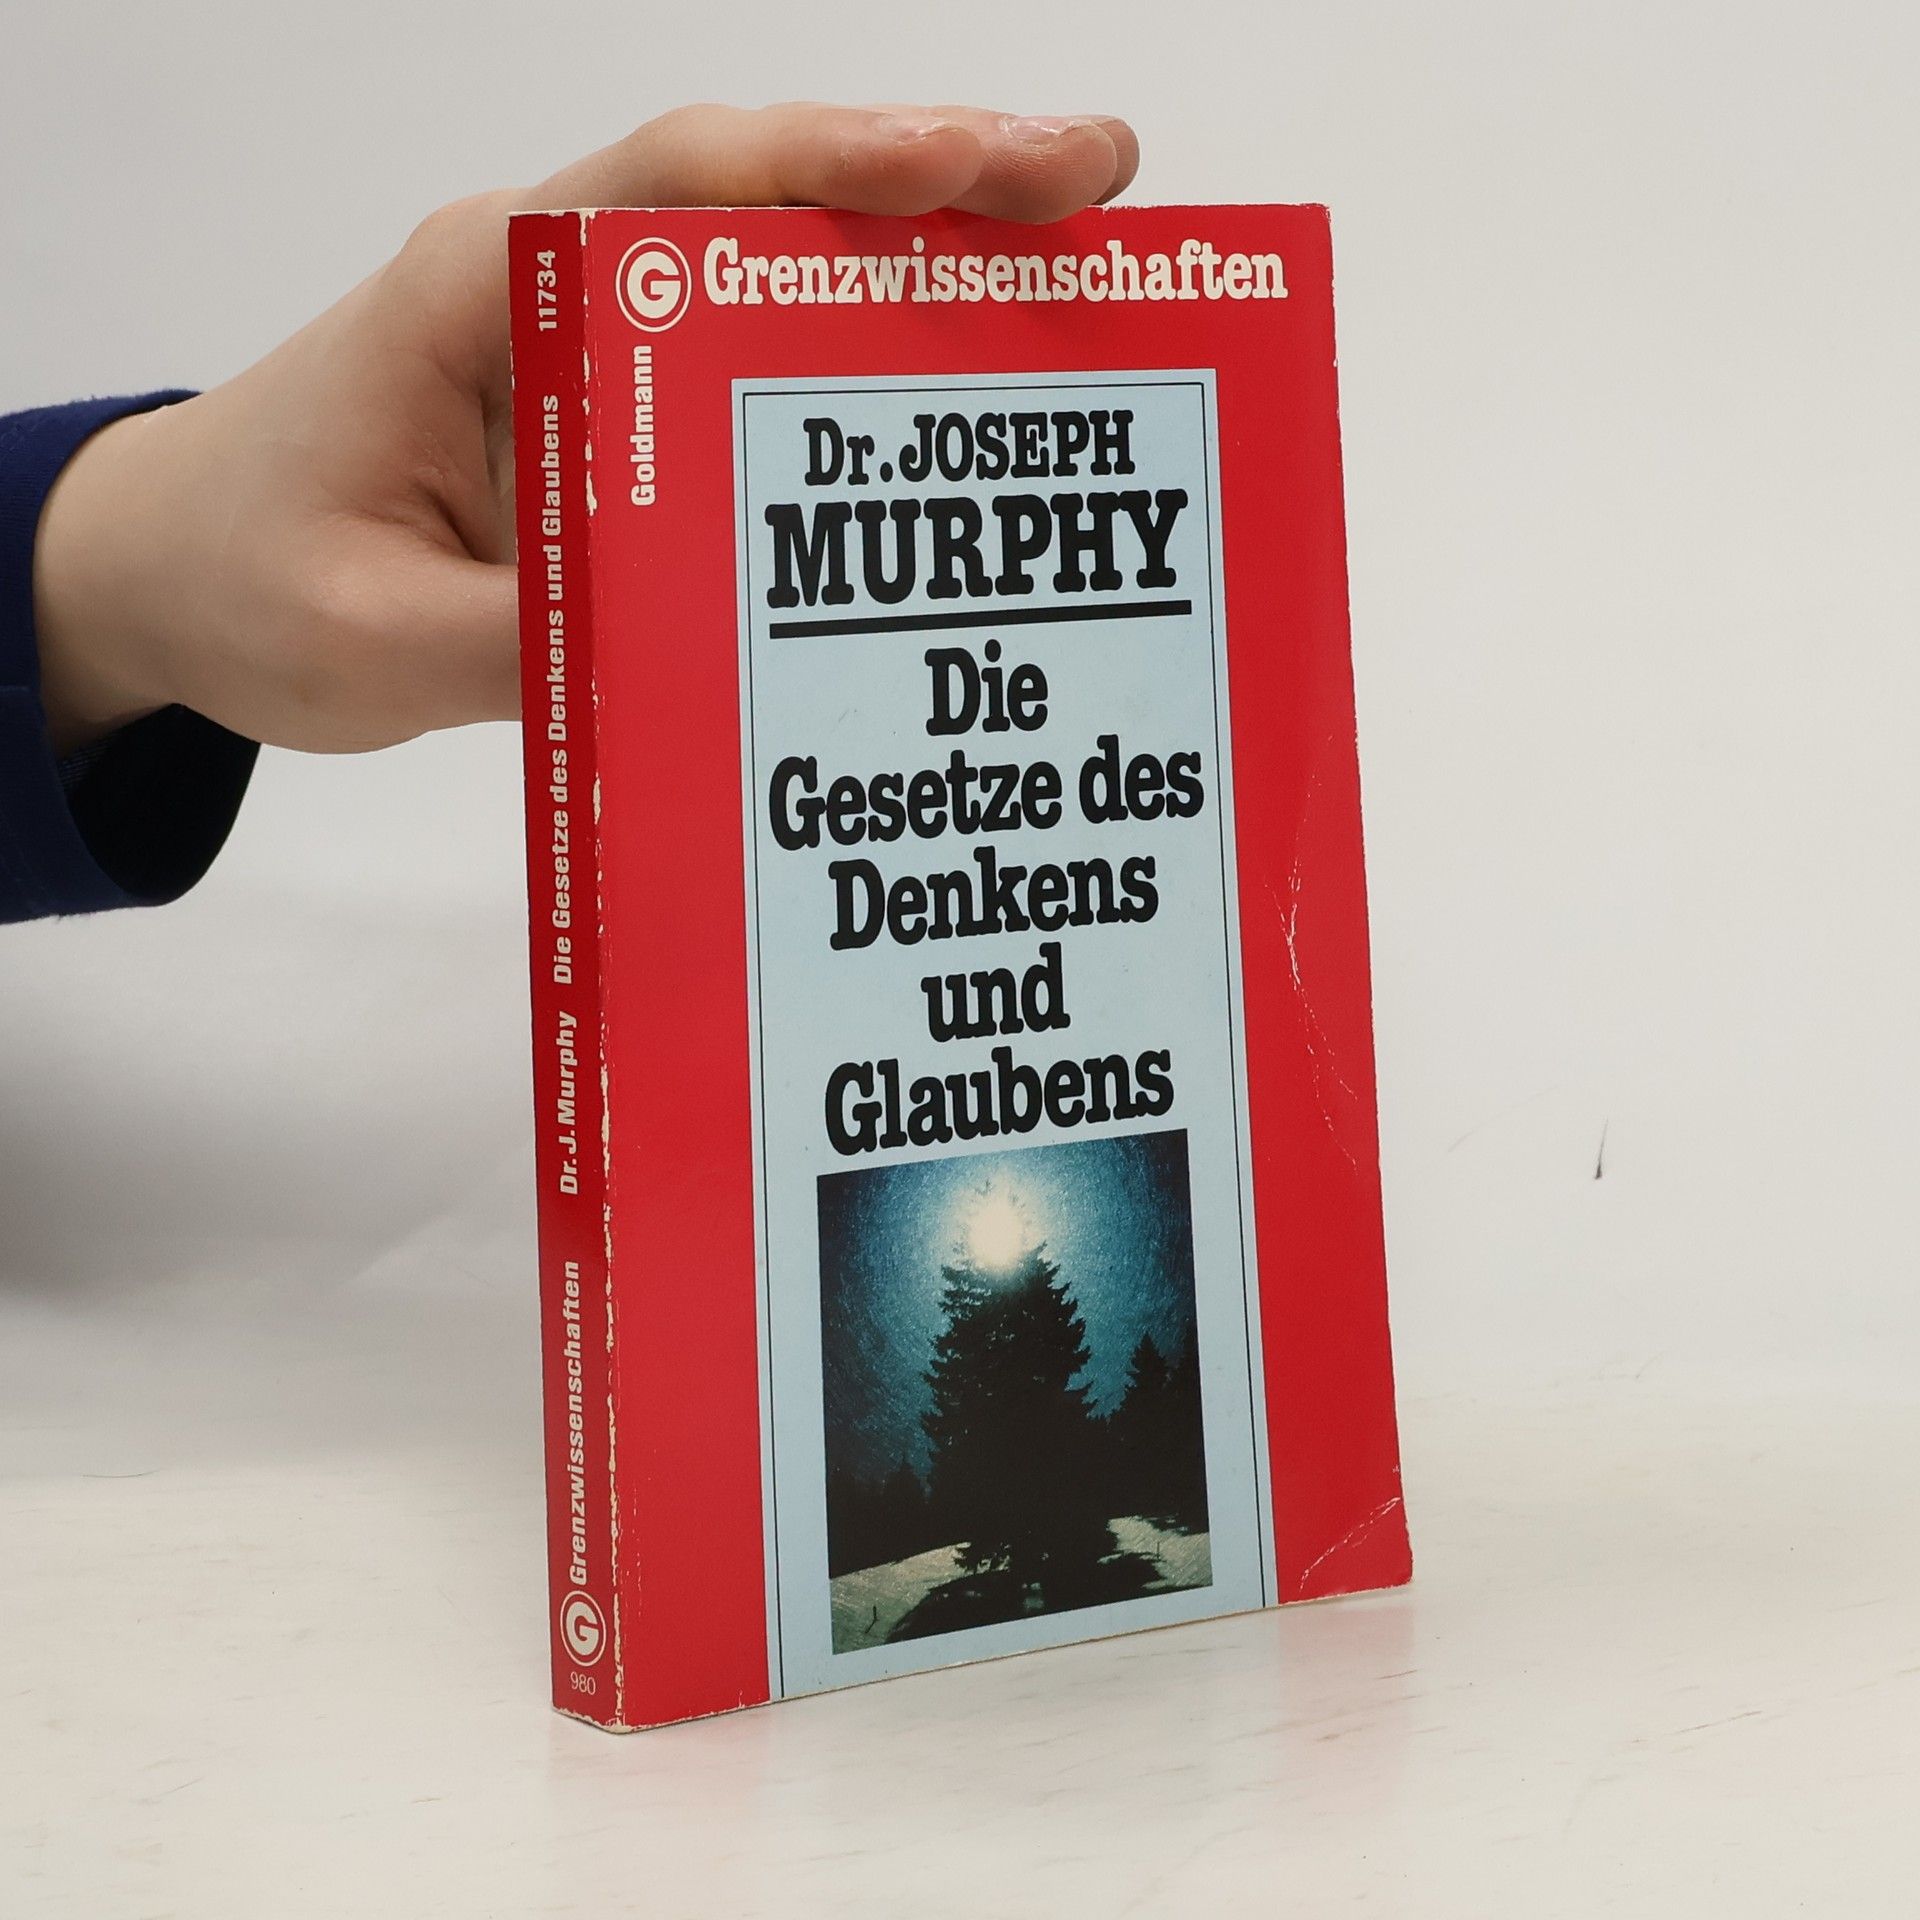 G Grenzwissenschaften
Goldmann
Dr. JOSEPH
MURPHY
Die
Gesetze des
Denkens
und
Glaubens
G Grenzwissenschaften Dr. J. Murphy Die Gesetze des Denkens und Glaubens 11734
980